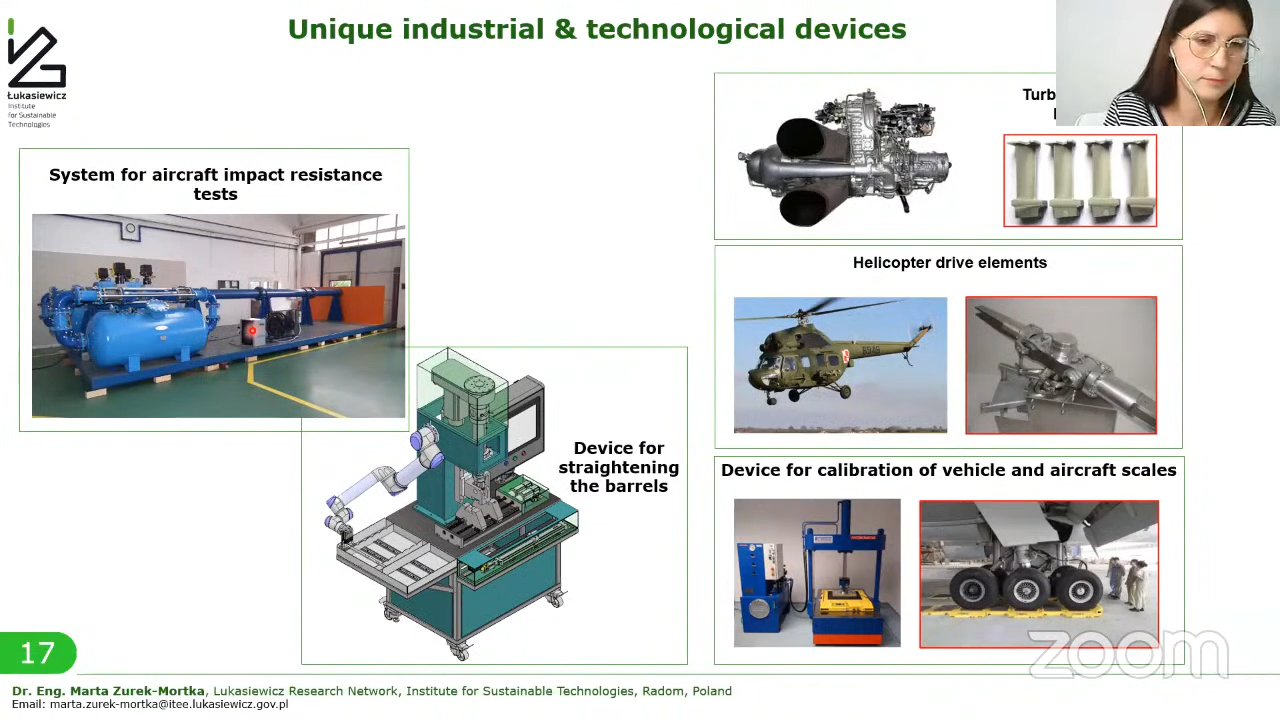 Unique industrial & technological devices
Łukasiewicz
Institute
for Sustainable
Technologies
System for aircraft impact resistance
tests
Device for
straightening
the barrels
Helicopter drive elements
Device for calibration of vehicle and aircraft scales
zoom
17
Dr. Eng. Marta Zurek-Mortka, Lukasiewicz Research Network, Institute for Sustainable Technologies, Radom, Poland
Email: marta.zurek-mortka@itee.lukasiewicz.gov.pl